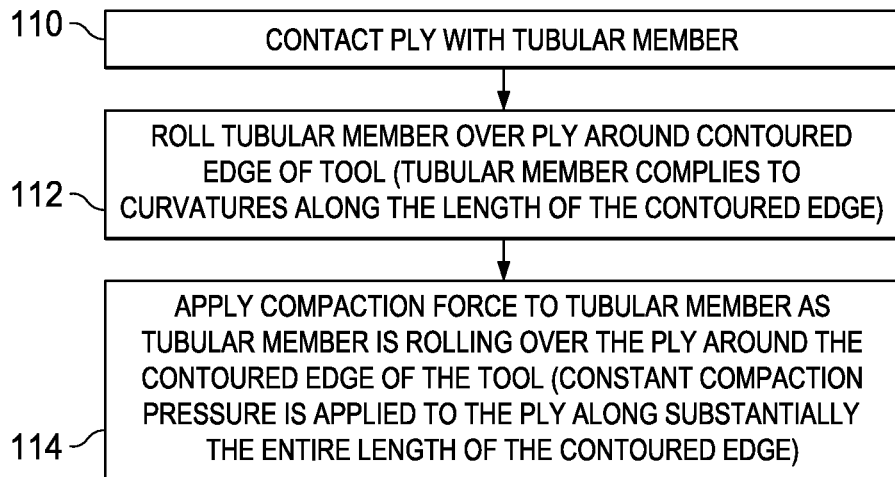 110
CONTACT PLY WITH TUBULAR MEMBER
112
ROLL TUBULAR MEMBER OVER PLY AROUND CONTOURED
EDGE OF TOOL (TUBULAR MEMBER COMPLIES TO
CURVATURES ALONG THE LENGTH OF THE CONTOURED EDGE)
114
APPLY COMPACTION FORCE TO TUBULAR MEMBER AS
TUBULAR MEMBER IS ROLLING OVER THE PLY AROUND THE
CONTOURED EDGE OF THE TOOL (CONSTANT COMPACTION
PRESSURE IS APPLIED TO THE PLY ALONG SUBSTANTIALLY
THE ENTIRE LENGTH OF THE CONTOURED EDGE)